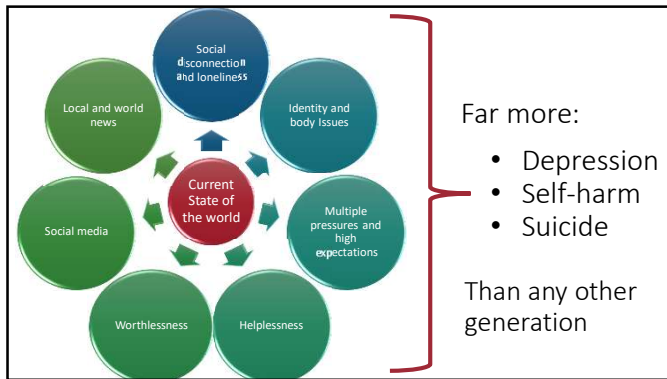 Social
disconnection
and loneliness
Identity and
body Issues
Multiple
pressures and
high
expectations
Helplessness
Worthlessness
Social media
Local and world
news
Current
State of
the world
Far more:
• Depression
• Self-harm
• Suicide
Than any other
generation